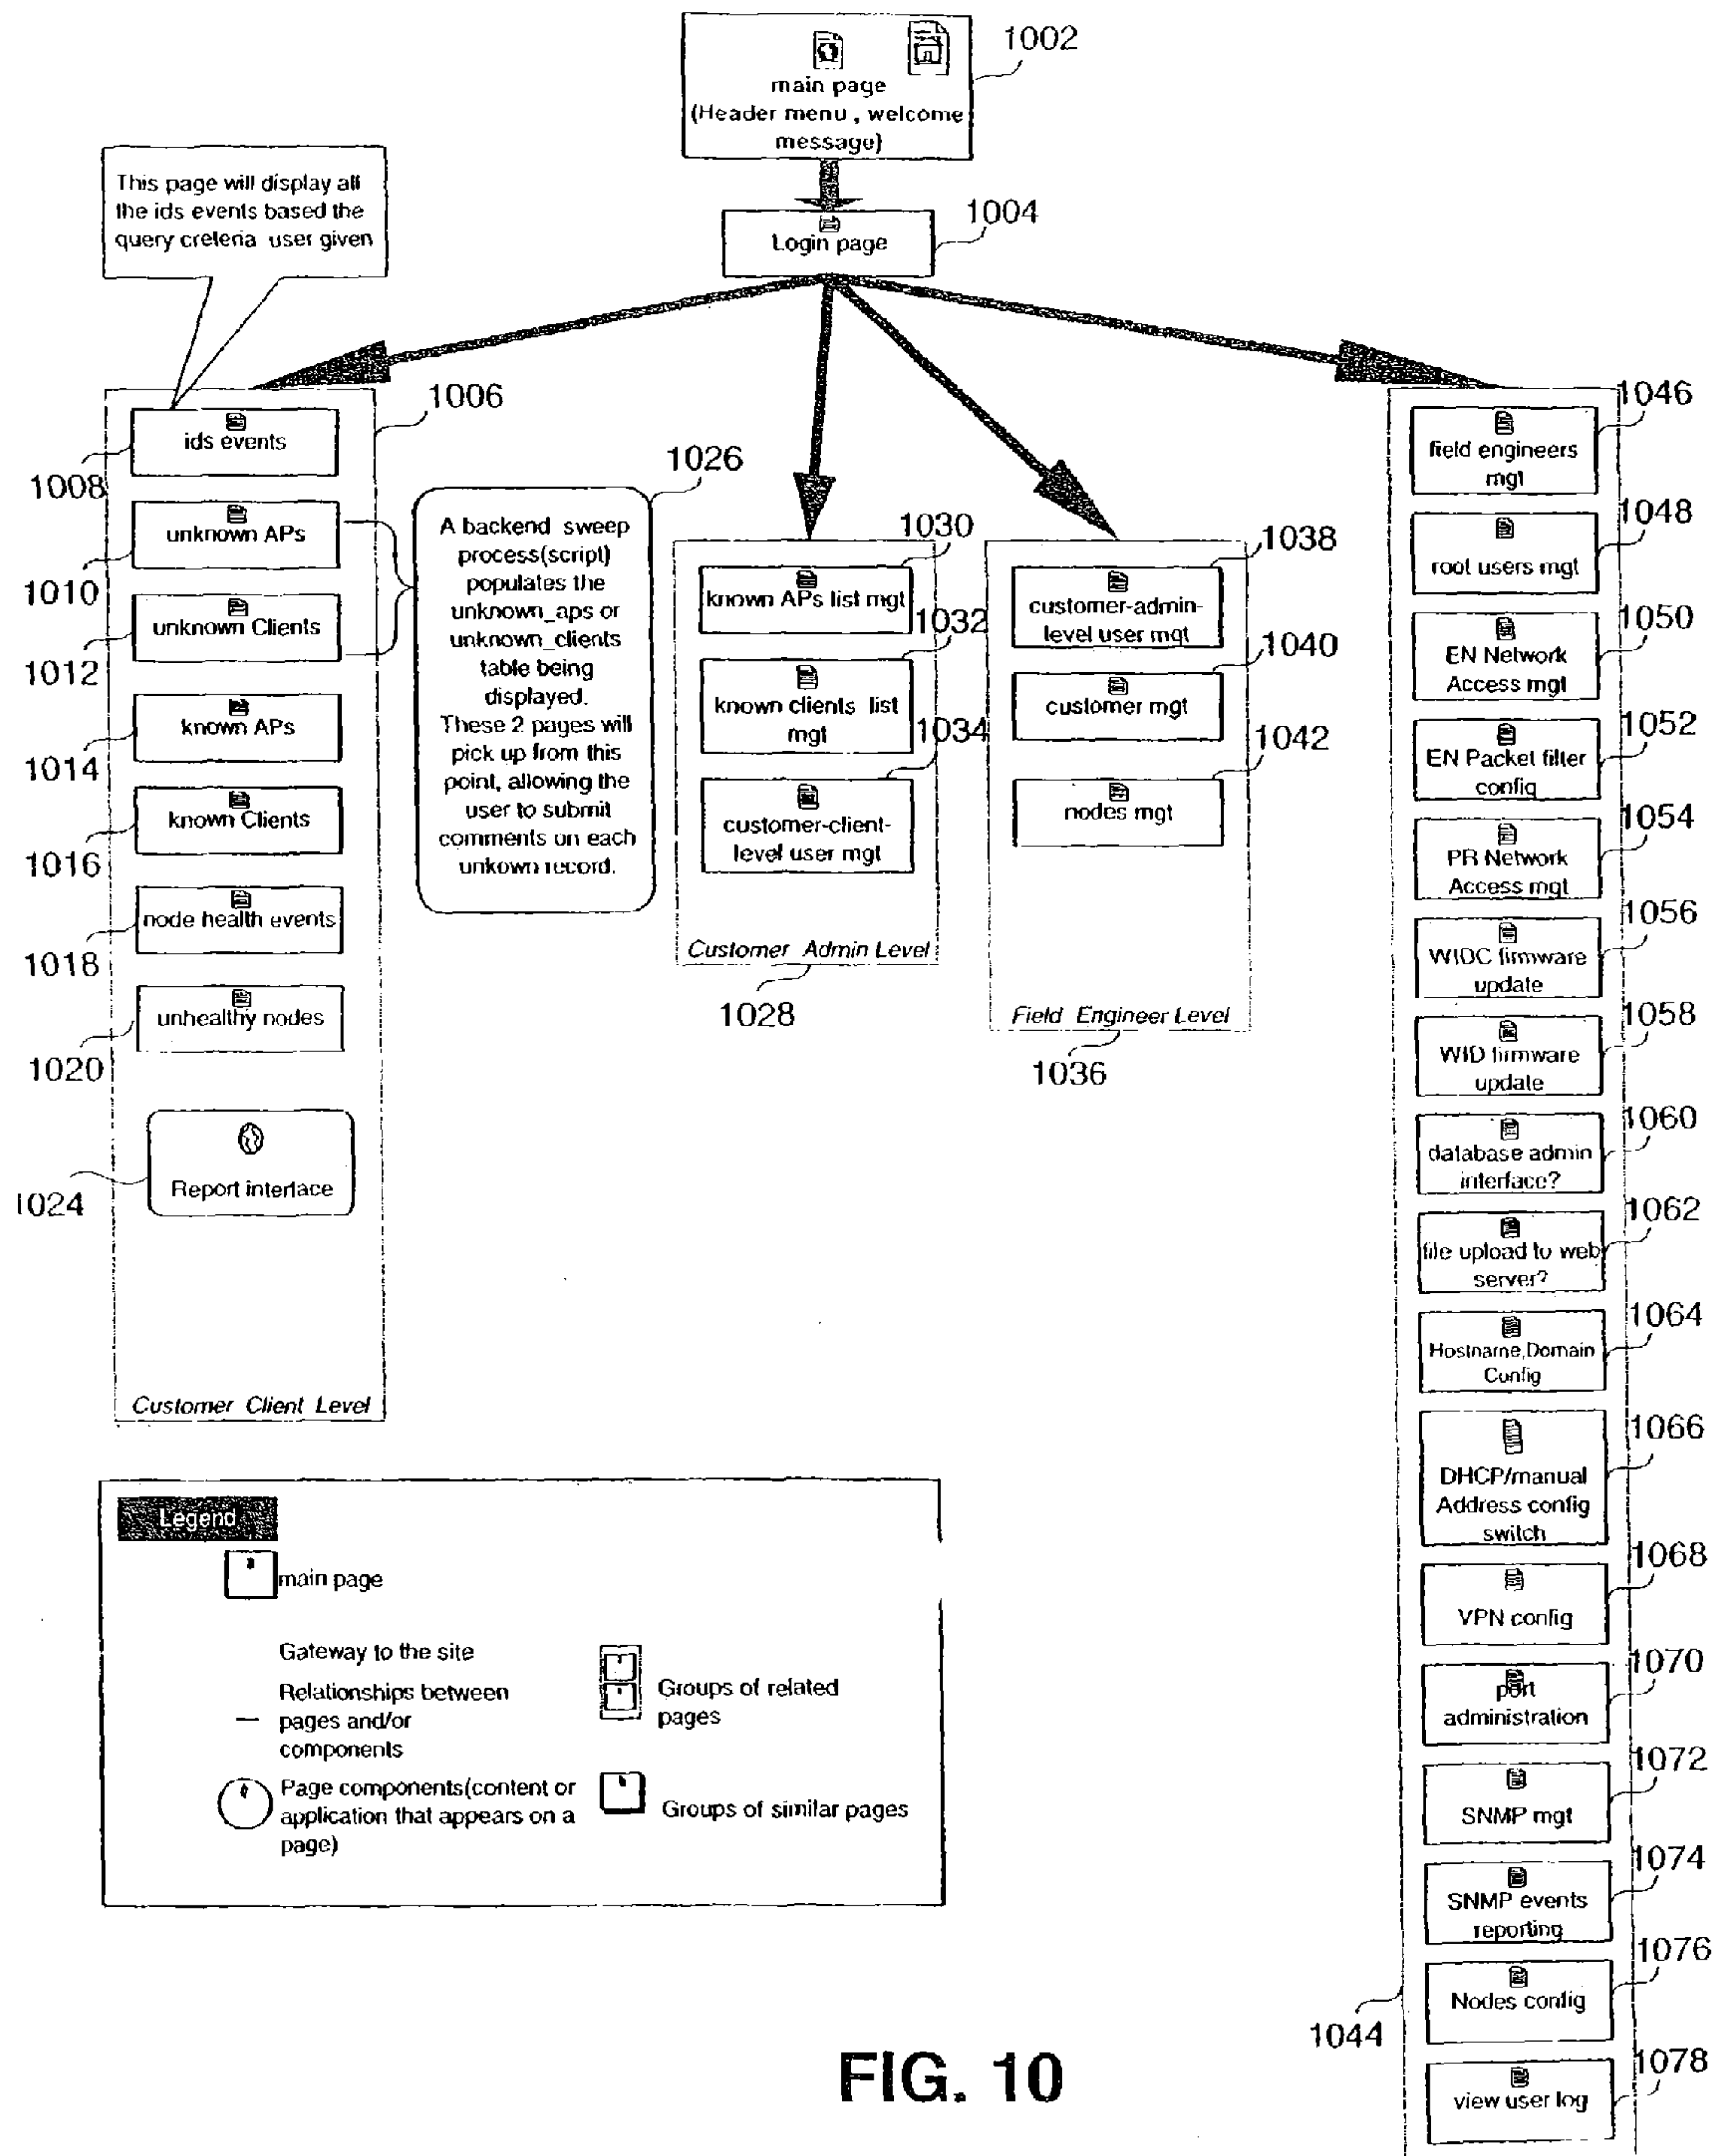 1002
main page
(Header menu , welcome
message)
This page will display all
the ids events based the
query creteria user given
1004
Login page
1006
ids events
1008
unknown APs
1010
unknown Clients
1012
known APs
1014
known Clients
1016
node health events
1018
unhealthy nodes
1020
Report interface
1024
Customer Client Level
1026
A backend sweep
process(script)
populates the
unknown_aps or
unknown_clients
table being
displayed.
These 2 pages will
pick up from this
point, allowing the
user to submit
comments on each
unkown record.
1030
known APs list mgt
1032
known clients list
mgt
1034
customer-client-
level user mgt
Customer Admin Level
1028
1038
customer-admin-
level user mgt
1040
customer mgt
1042
nodes mgt
Field Engineer Level
1036
1046
field engineers
mgt
1048
root users mgt
1050
EN Network
Access mgt
1052
EN Packet filter
config
1054
PR Network
Access mgt
1056
WIDC firmware
update
1058
WID firmware
update
1060
database admin
interface?
1062
file upload to web
server?
1064
Hostname,Domain
Config
1066
DHCP/manual
Address config
switch
1068
VPN config
1070
port
administration
1072
SNMP mgt
1074
SNMP events
reporting
1076
Nodes config
1044
1078
view user log
Legend
main page
Gateway to the site
Relationships between
pages and/or
components
Page components(content or
application that appears on a
page)
Groups of related
pages
Groups of similar pages
FIG. 10